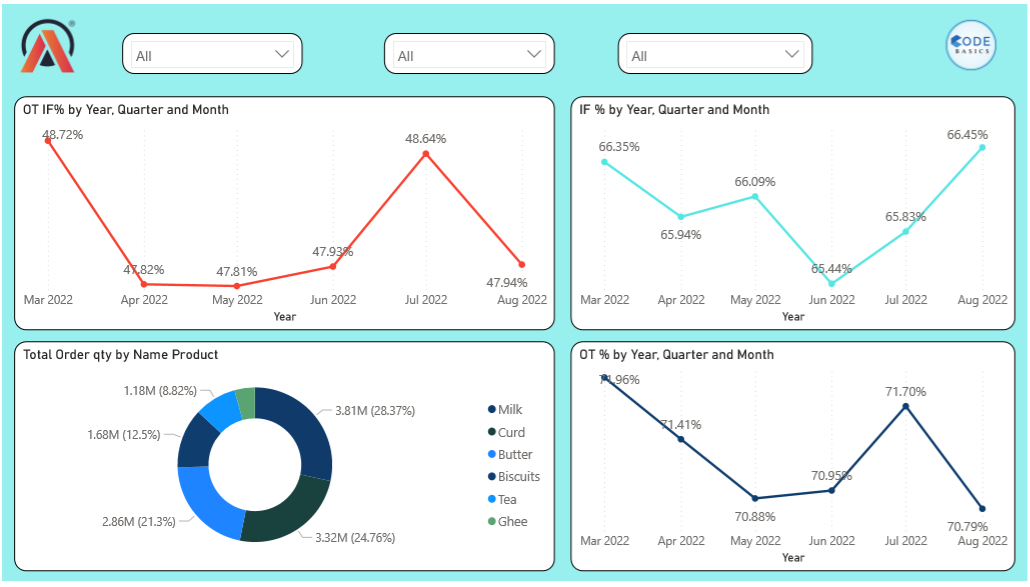 All
All
All
CODE
BASICS
OT IF% by Year, Quarter and Month
48.72%
47.82%
47.81%
47.93%
48.64%
47.94%
Mar 2022 Apr 2022 May 2022 Jun 2022 Jul 2022 Aug 2022
Year
IF % by Year, Quarter and Month
66.35%
65.94%
66.09%
65.44%
65.83%
66.45%
Mar 2022 Apr 2022 May 2022 Jun 2022 Jul 2022 Aug 2022
Year
Total Order qty by Name Product
1.18M (8.82%)
3.81M (28.37%)
1.68M (12.5%)
2.86M (21.3%)
3.32M (24.76%)
Milk
Curd
Butter
Biscuits
Tea
Ghee
OT % by Year, Quarter and Month
71.96%
71.41%
70.88%
70.95%
71.70%
70.79%
Mar 2022 Apr 2022 May 2022 Jun 2022 Jul 2022 Aug 2022
Year